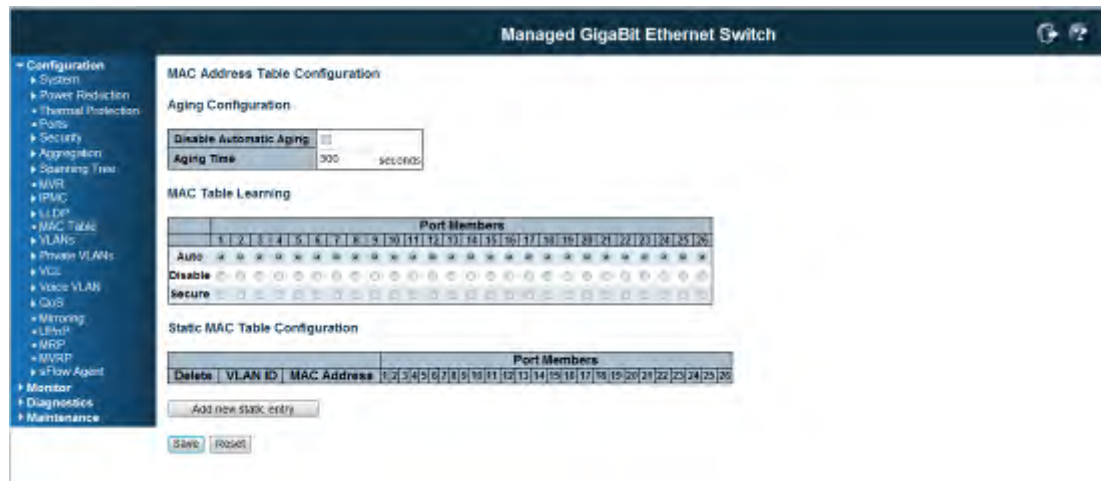 Managed GigaBit Ethernet Switch
Configuration
System
Power Reduction
Thermal Protection
Ports
Security
Aggregation
Spanning Tree
MVR
IPMC
LLDP
MAC Table
VLANs
Private VLANs
VCL
Voice VLAN
QoS
Mirroring
UPnP
MRP
MVRP
sFlow Agent
Monitor
Diagnostics
Maintenance
MAC Address Table Configuration
Aging Configuration
Disable Automatic Aging
Aging Time 300 seconds
MAC Table Learning
Port Members
1 2 3 4 5 6 7 8 9 10 11 12 13 14 15 16 17 18 19 20 21 22 23 24 25 26
Auto
Disable
Secure
Static MAC Table Configuration
Port Members
Delete VLAN ID MAC Address 1 2 3 4 5 6 7 8 9 10 11 12 13 14 15 16 17 18 19 20 21 22 23 24 25 26
Add new static entry
Save Reset